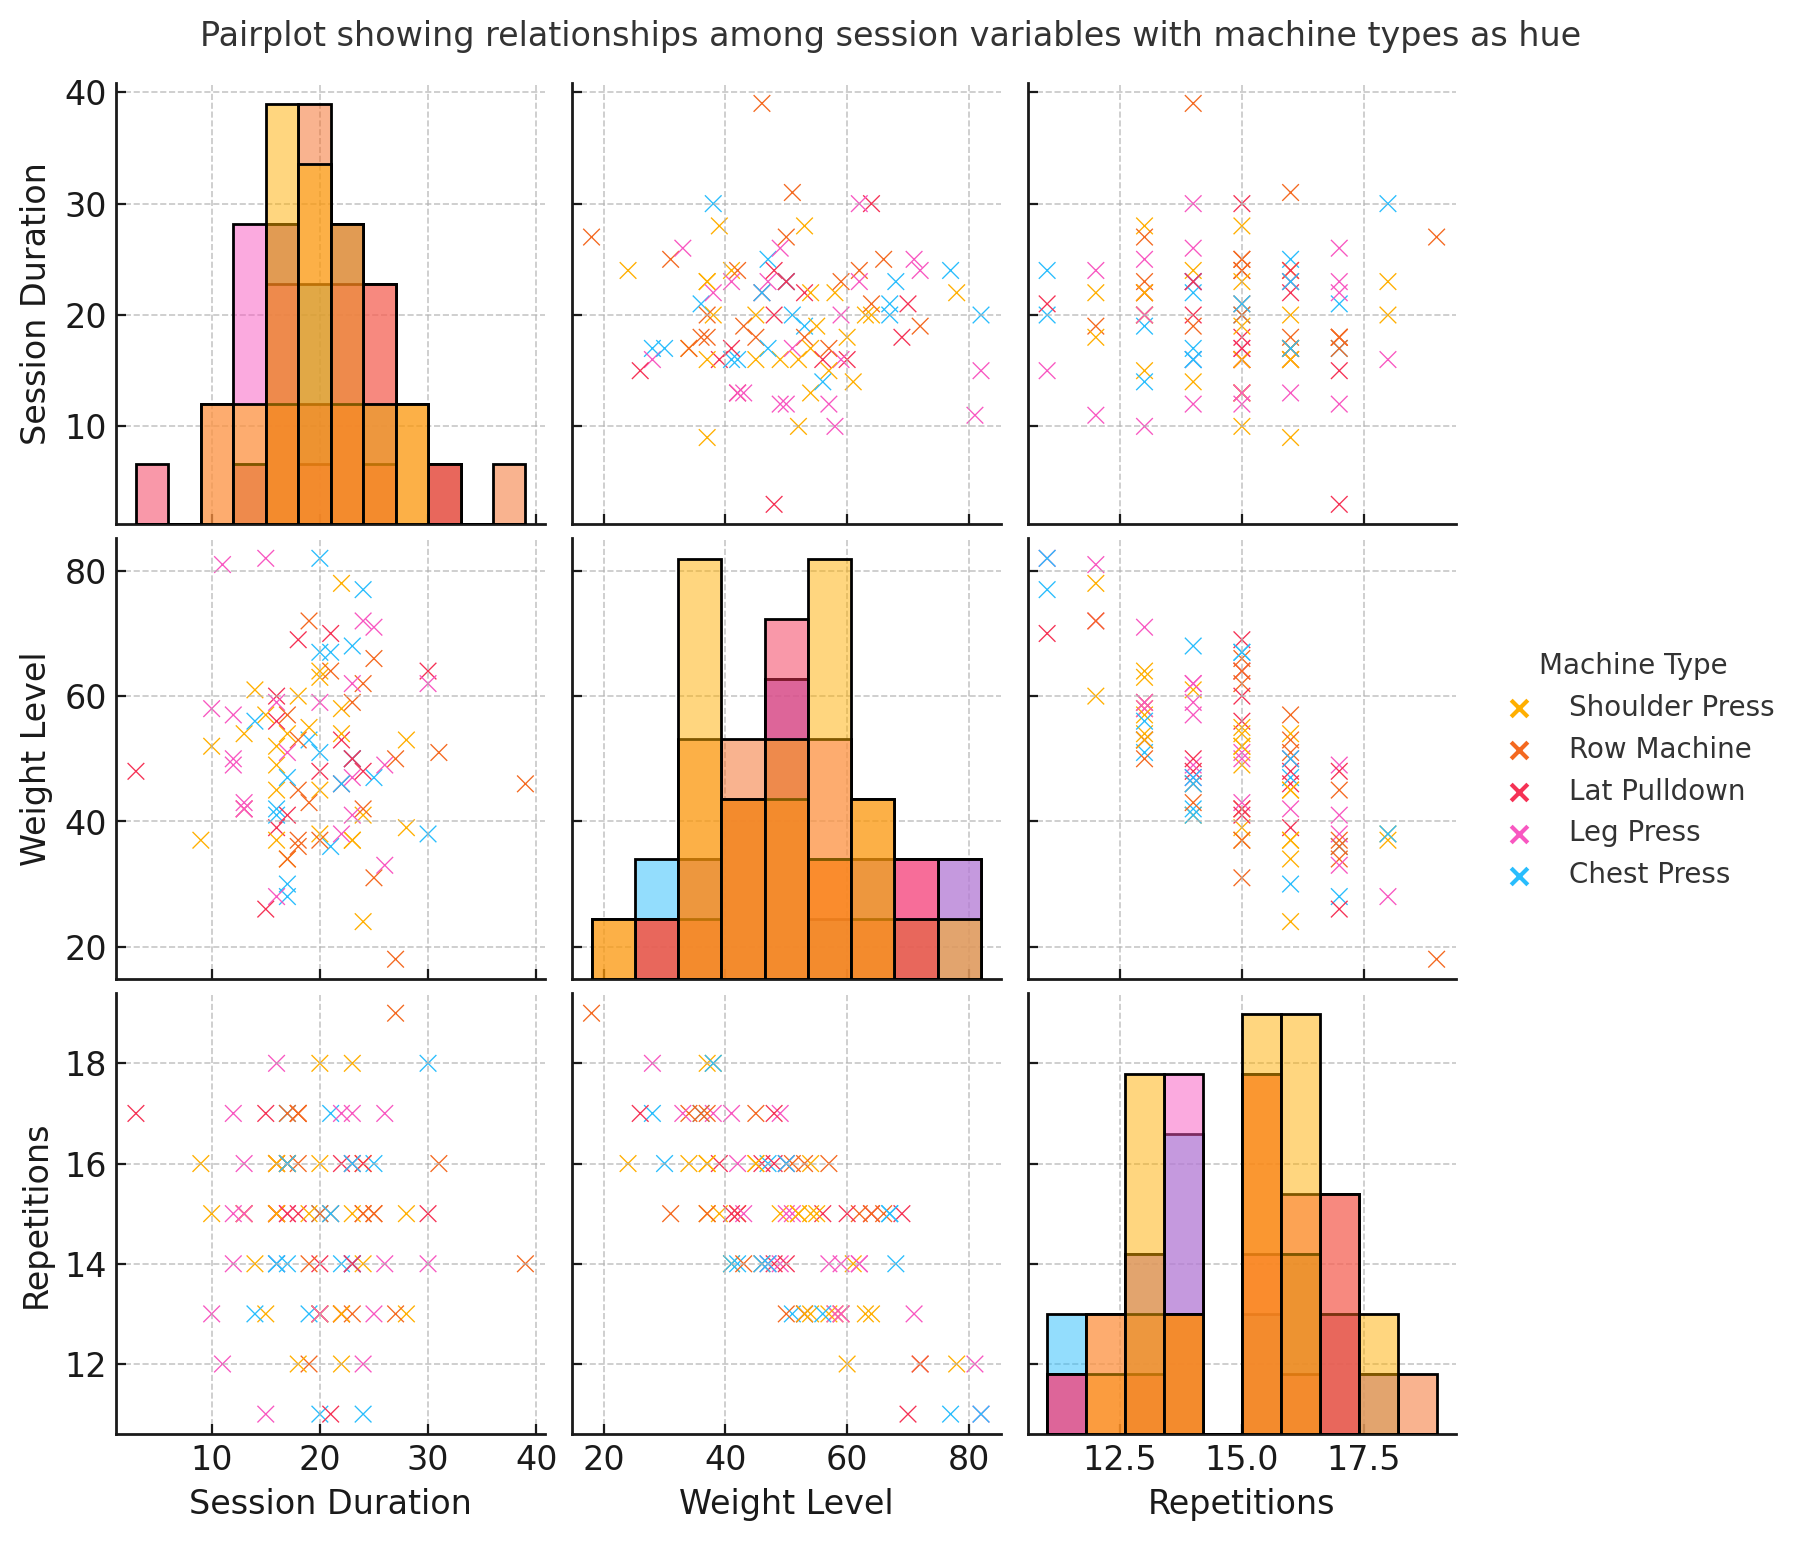 Pairplot showing relationships among session variables with machine types as hue
40
30
20
10
Session Duration
80
60
40
20
Weight Level
18
16
14
12
Repetitions
10 20 30 40
Session Duration
20 40 60 80
Weight Level
12.5 15.0 17.5
Repetitions
Machine Type
Shoulder Press
Row Machine
Lat Pulldown
Leg Press
Chest Press